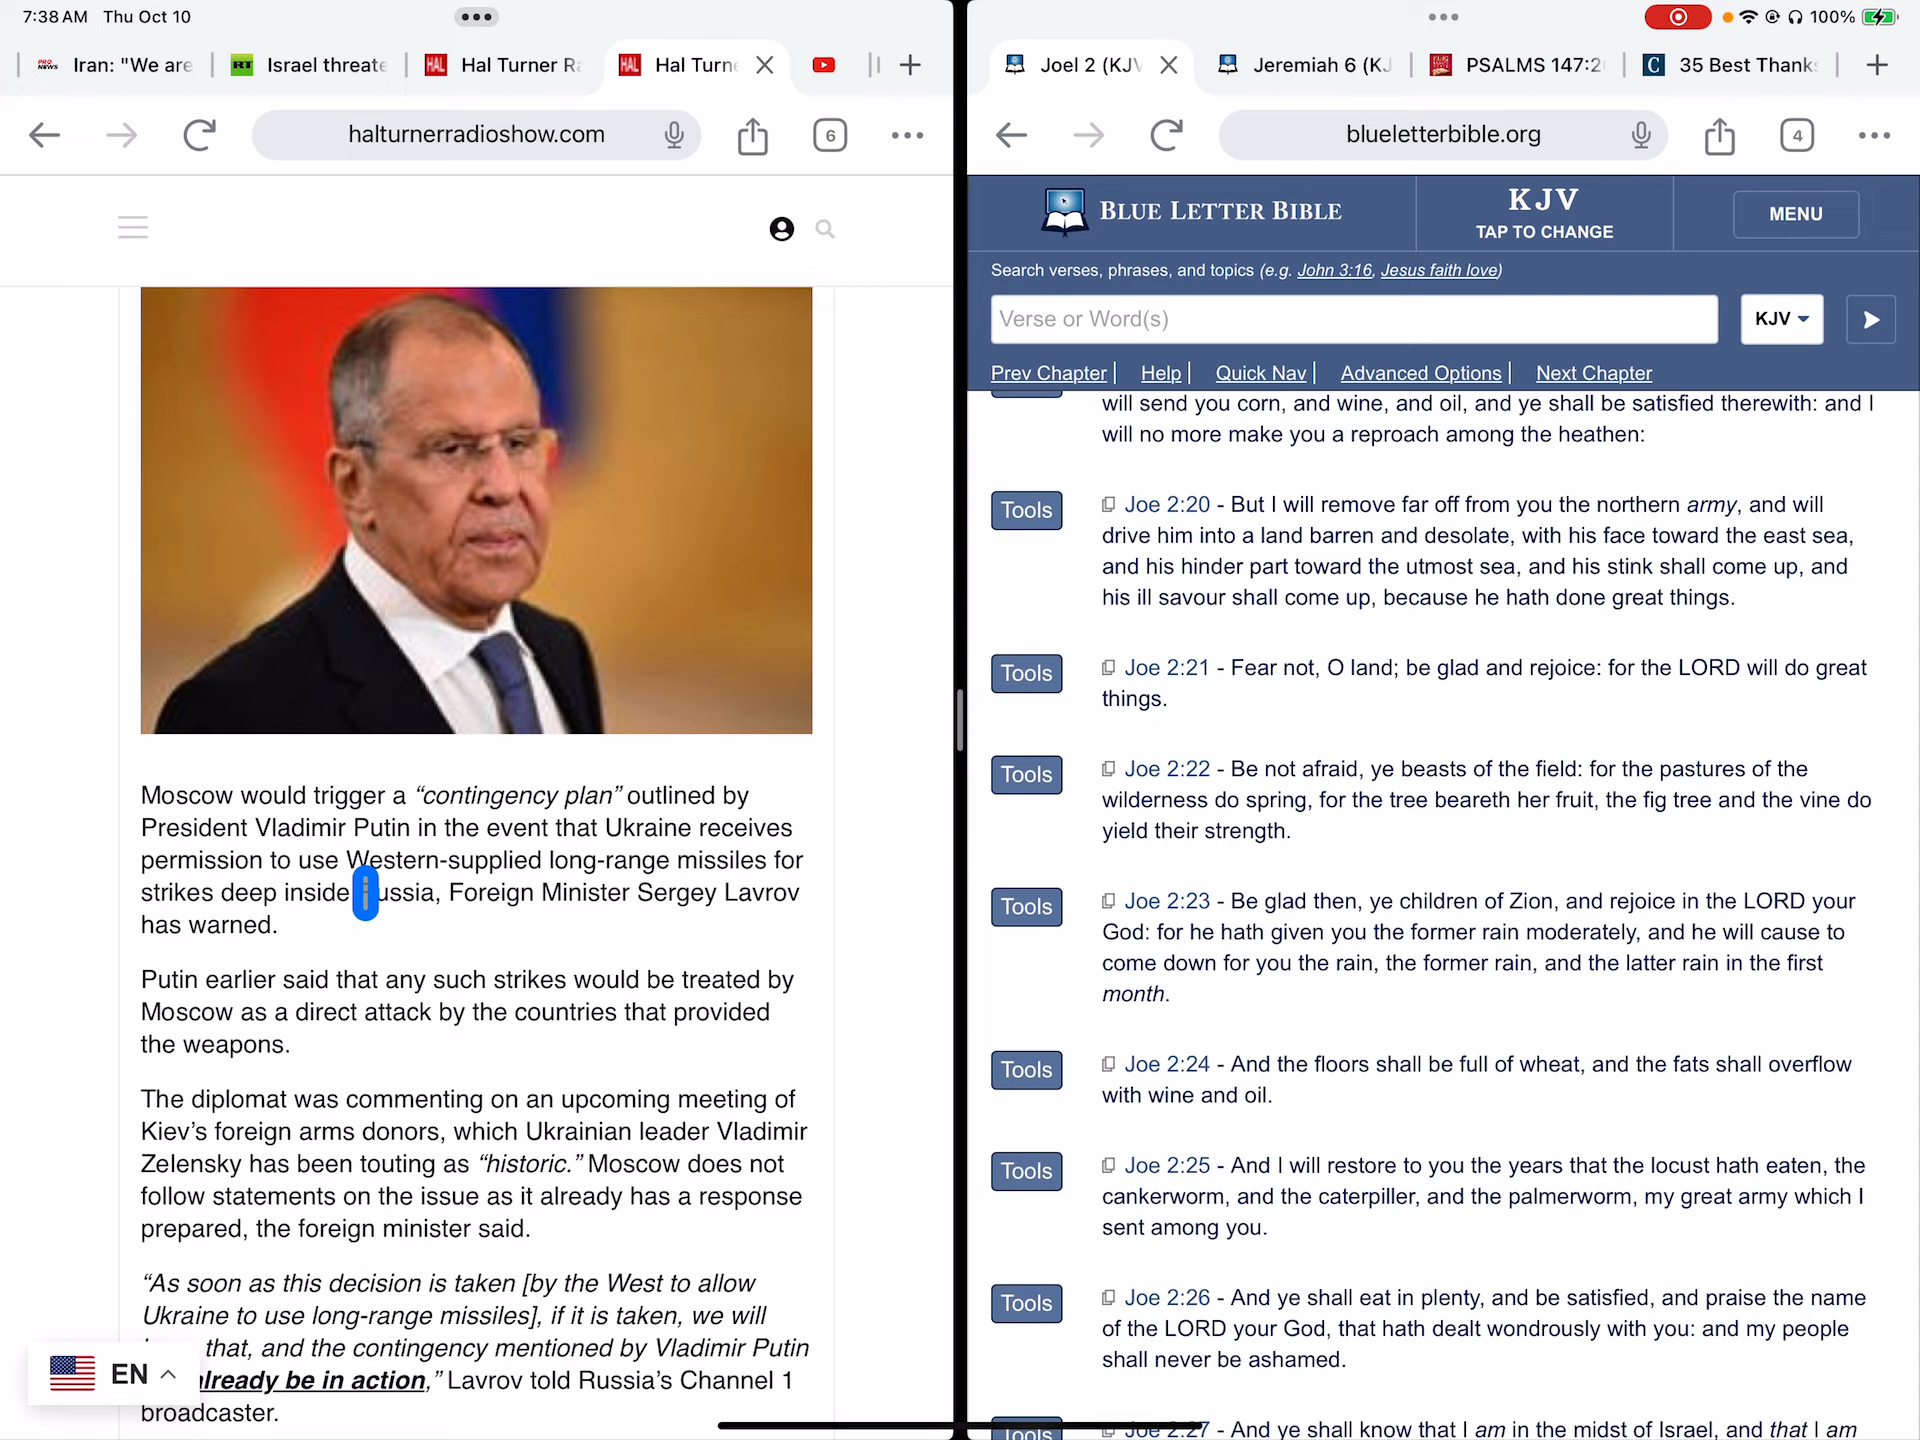 7:38 AM Thu Oct 10
100%
Iran: "We are
RT
Israel threate
HAL
Hal Turner Ra
HAL
Hal Turn
halturnerradioshow.com
6
Moscow would trigger a “contingency plan” outlined by
President Vladimir Putin in the event that Ukraine receives
permission to use Western-supplied long-range missiles for
strikes deep inside ussia, Foreign Minister Sergey Lavrov
has warned.
Putin earlier said that any such strikes would be treated by
Moscow as a direct attack by the countries that provided
the weapons.
The diplomat was commenting on an upcoming meeting of
Kiev’s foreign arms donors, which Ukrainian leader Vladimir
Zelensky has been touting as “historic.” Moscow does not
follow statements on the issue as it already has a response
prepared, the foreign minister said.
“As soon as this decision is taken [by the West to allow
Ukraine to use long-range missiles], if it is taken, we will
that, and the contingency mentioned by Vladimir Putin
already be in action,” Lavrov told Russia’s Channel 1
broadcaster.
EN
Joel 2 (KJV
Jeremiah 6 (KJ
PSALMS 147:2
C
35 Best Thanks
blueletterbible.org
4
BLUE LETTER BIBLE
KJV
TAP TO CHANGE
MENU
Search verses, phrases, and topics (e.g. John 3:16, Jesus faith love)
Verse or Word(s)
KJV
Prev Chapter | Help | Quick Nav | Advanced Options | Next Chapter
will send you corn, and wine, and oil, and ye shall be satisfied therewith: and I
will no more make you a reproach among the heathen:
Tools
Joe 2:20 - But I will remove far off from you the northern army, and will
drive him into a land barren and desolate, with his face toward the east sea,
and his hinder part toward the utmost sea, and his stink shall come up, and
his ill savour shall come up, because he hath done great things.
Tools
Joe 2:21 - Fear not, O land; be glad and rejoice: for the LORD will do great
things.
Tools
Joe 2:22 - Be not afraid, ye beasts of the field: for the pastures of the
wilderness do spring, for the tree beareth her fruit, the fig tree and the vine do
yield their strength.
Tools
Joe 2:23 - Be glad then, ye children of Zion, and rejoice in the LORD your
God: for he hath given you the former rain moderately, and he will cause to
come down for you the rain, the former rain, and the latter rain in the first
month.
Tools
Joe 2:24 - And the floors shall be full of wheat, and the fats shall overflow
with wine and oil.
Tools
Joe 2:25 - And I will restore to you the years that the locust hath eaten, the
cankerworm, and the caterpiller, and the palmerworm, my great army which I
sent among you.
Tools
Joe 2:26 - And ye shall eat in plenty, and be satisfied, and praise the name
of the LORD your God, that hath dealt wondrously with you: and my people
shall never be ashamed.
Tools
Joe 2:27 - And ye shall know that I am in the midst of Israel, and that I am